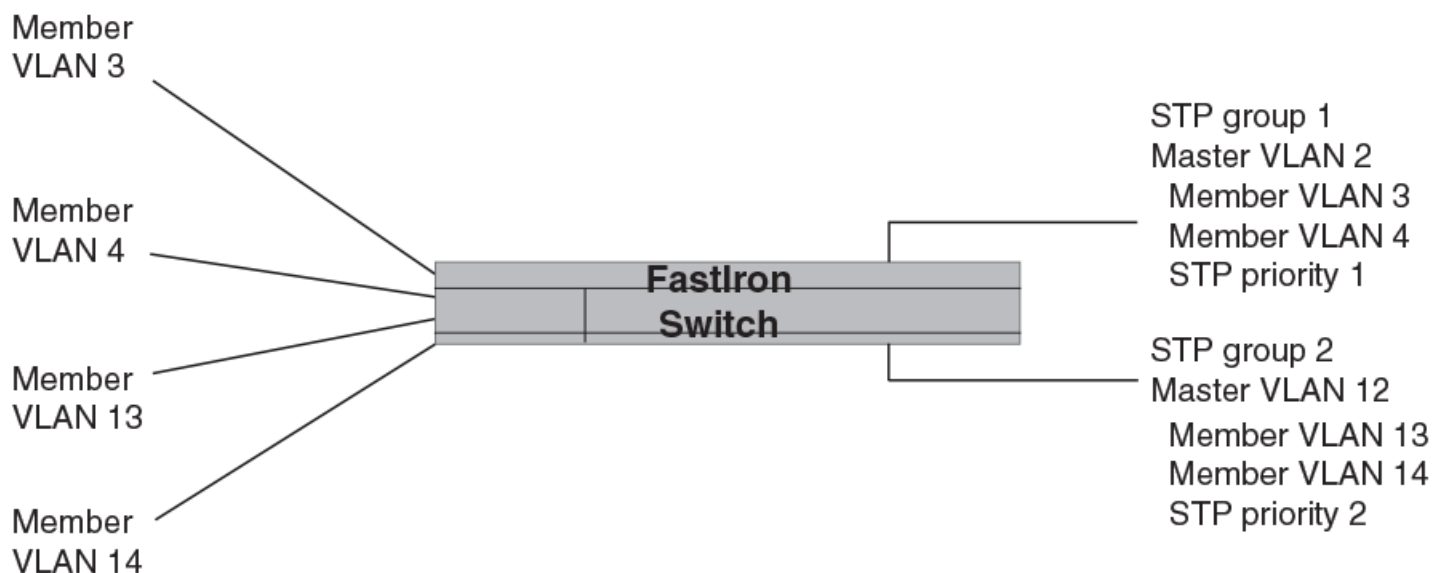 Member
VLAN 3
Member
VLAN 4
Member
VLAN 13
Member
VLAN 14
FastIron
Switch
STP group 1
Master VLAN 2
Member VLAN 3
Member VLAN 4
STP priority 1
STP group 2
Master VLAN 12
Member VLAN 13
Member VLAN 14
STP priority 2